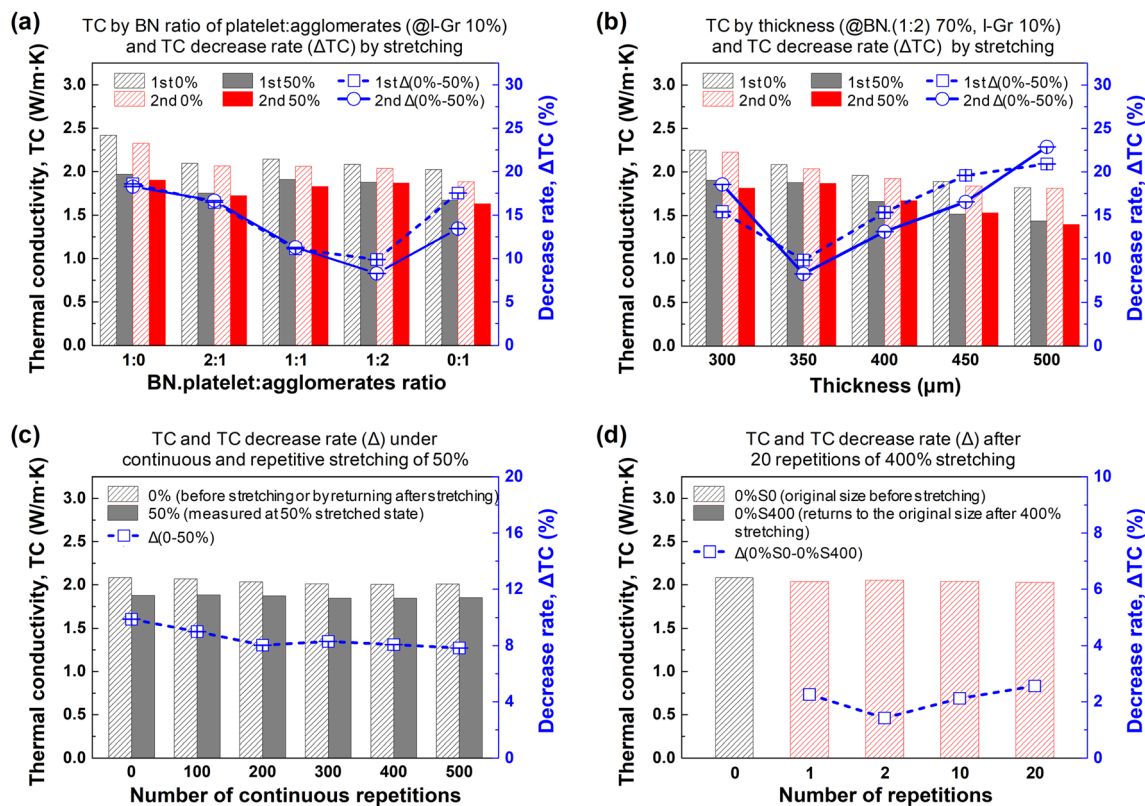 (a)
TC by BN ratio of platelet:agglomerates (@I-Gr 10%)
and TC decrease rate (ΔTC) by stretching
1st 0%
1st 50%
1st Δ(0%-50%)
2nd 0%
2nd 50%
2nd Δ(0%-50%)
Thermal conductivity, TC (W/m·K)
3.0
2.5
2.0
1.5
1.0
0.5
0.0
30
25
20
15
10
5
0
Decrease rate, ΔTC (%)
1:0 2:1 1:1 1:2 0:1
BN.platelet:agglomerates ratio
(b)
TC by thickness (@BN.(1:2) 70%, I-Gr 10%)
and TC decrease rate (ΔTC) by stretching
1st 0%
1st 50%
1st Δ(0%-50%)
2nd 0%
2nd 50%
2nd Δ(0%-50%)
Thermal conductivity, TC (W/m·K)
3.0
2.5
2.0
1.5
1.0
0.5
0.0
30
25
20
15
10
5
0
Decrease rate, ΔTC (%)
300 350 400 450 500
Thickness (μm)
(c)
TC and TC decrease rate (Δ) under
continuous and repetitive stretching of 50%
0% (before stretching or by returning after stretching)
50% (measured at 50% stretched state)
Δ(0-50%)
Thermal conductivity, TC (W/m·K)
3.0
2.5
2.0
1.5
1.0
0.5
0.0
20
16
12
8
4
0
Decrease rate, ΔTC (%)
0 100 200 300 400 500
Number of continuous repetitions
(d)
TC and TC decrease rate (Δ) after
20 repetitions of 400% stretching
0%S0 (original size before stretching)
0%S400 (returns to the original size after 400%
stretching)
Δ(0%S0-0%S400)
Thermal conductivity, TC (W/m·K)
3.0
2.5
2.0
1.5
1.0
0.5
0.0
10
8
6
4
2
0
Decrease rate, ΔTC (%)
0 1 2 10 20
Number of repetitions